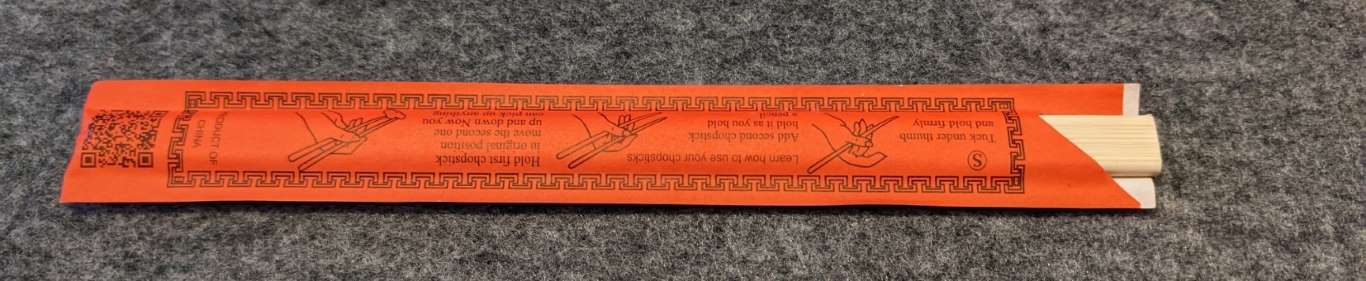 Ⓢ
Tuck under thumb
and hold firmly
Learn how to use your chopsticks
Add second chopstick
hold it as you hold
a pencil
Hold first chopstick
in original position
move the second one
up and down Now you
can pick up anything
PRODUCT OF
CHINA